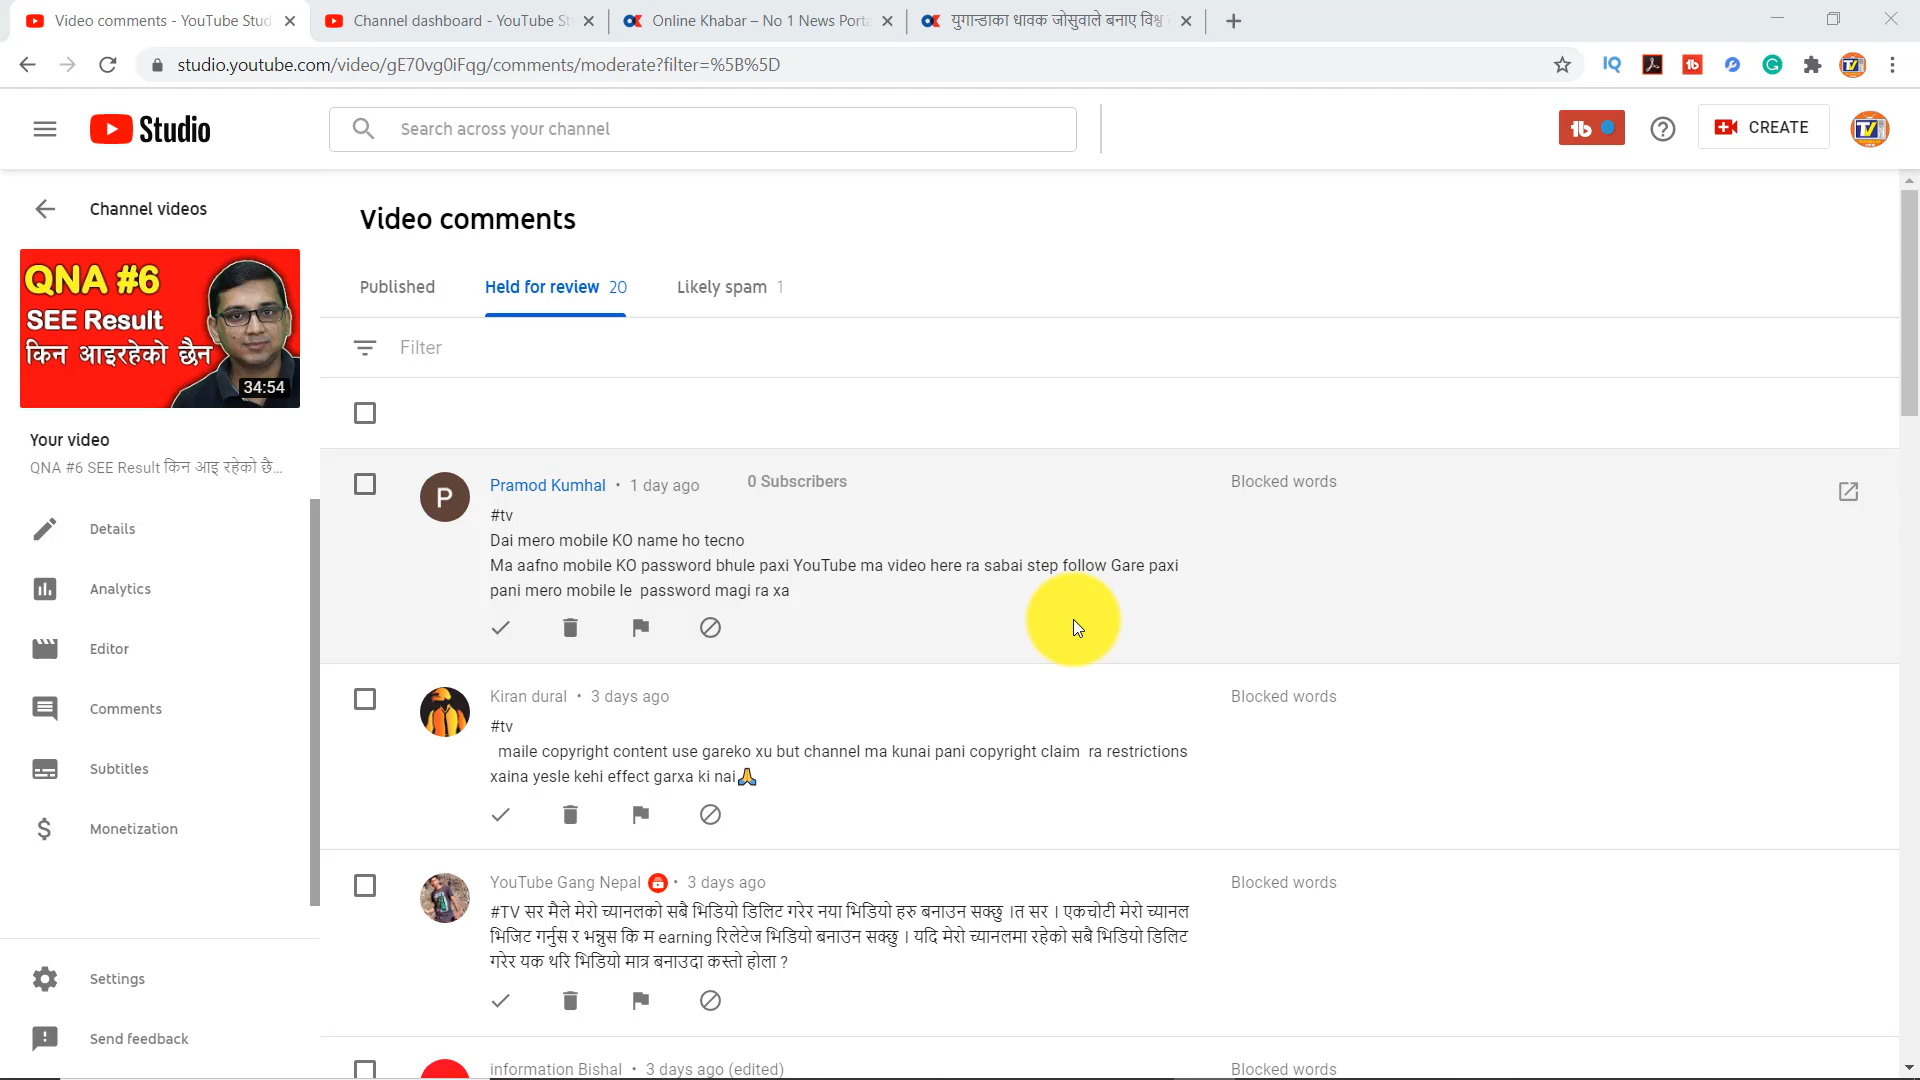 Video comments - YouTube Stud
Channel dashboard - YouTube St
Online Khabar – No 1 News Porta
युगान्डाका धावक जोसुवाले बनाए विश्व
studio.youtube.com/video/gE70vg0iFqg/comments/moderate?filter=%5B%5D
Studio
Search across your channel
CREATE
Channel videos
QNA #6
SEE Result
किन आइरहेको छैन
34:54
Your video
QNA #6 SEE Result किन आइ रहेको छै...
Details
Analytics
Editor
Comments
Subtitles
Monetization
Settings
Send feedback
Video comments
Published
Held for review 20
Likely spam 1
Filter
Pramod Kumhal • 1 day ago
0 Subscribers
Blocked words
#tv
Dai mero mobile KO name ho tecno
Ma aafno mobile KO password bhule paxi YouTube ma video here ra sabai step follow Gare paxi
pani mero mobile le password magi ra xa
Kiran dural • 3 days ago
Blocked words
#tv
maile copyright content use gareko xu but channel ma kunai pani copyright claim ra restrictions
xaina yesle kehi effect garxa ki nai🙏
YouTube Gang Nepal • 3 days ago
Blocked words
#TV सर मैले मेरो च्यानलको सबै भिडियो डिलिट गरेर नया भिडियो हरु बनाउन सक्छु ।त सर । एकचोटी मेरो च्यानल
भिजिट गर्नुस र भन्नुस कि म earning रिलेटेज भिडियो बनाउन सक्छु । यदि मेरो च्यानलमा रहेको सबै भिडियो डिलिट
गरेर यक थरि भिडियो मात्र बनाउदा कस्तो होला ?
information Bishal • 3 days ago (edited)
Blocked words